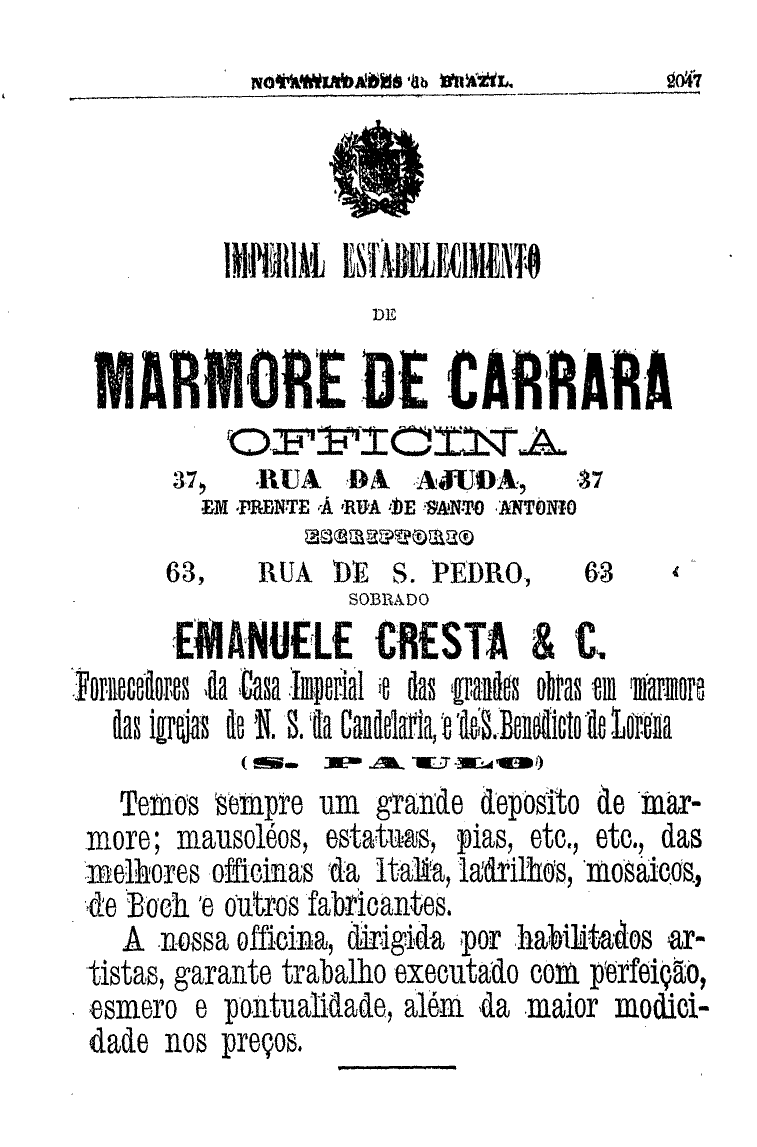 NOTABILIDADES do BRAZIL. 2047
IMPERIAL ESTABELECIMENTO
DE
MARMORE DE CARRARA
OFFICINA
37, RUA DA AJUDA, 37
EM FRENTE Á RUA DE SANTO ANTONIO
ESCRIPTORIO
63, RUA DE S. PEDRO, 63
SOBRADO
EMANUELE CRESTA & C.
Fornecedores da Casa Imperial e das grandes obras em marmore
das igrejas de N. S. da Candelaria, e de S. Benedicto de Lorena
(S. PAULO)
Temos sempre um grande deposito de mar-
more; mausoléos, estatuas, pias, etc., etc., das
melhores officinas da Italia, ladrilhos, mosaicos,
de Boch e outros fabricantes.
A nossa officina, dirigida por habilitados ar-
tistas, garante trabalho executado com perfeição,
esmero e pontualidade, além da maior modici-
dade nos preços.